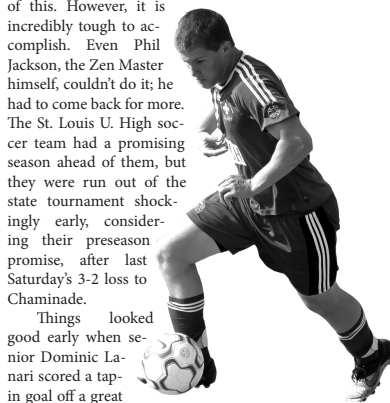 of this. However, it is
incredibly tough to ac-
complish. Even Phil
Jackson, the Zen Master
himself, couldn’t do it; he
had to come back for more.
The St. Louis U. High soc-
cer team had a promising
season ahead of them, but
they were run out of the
state tournament shock-
ingly early, consider-
ing their preseason
promise, after last
Saturday’s 3-2 loss to
Chaminade.
Things looked
good early when se-
nior Dominic La-
nari scored a tap-
in goal off a great